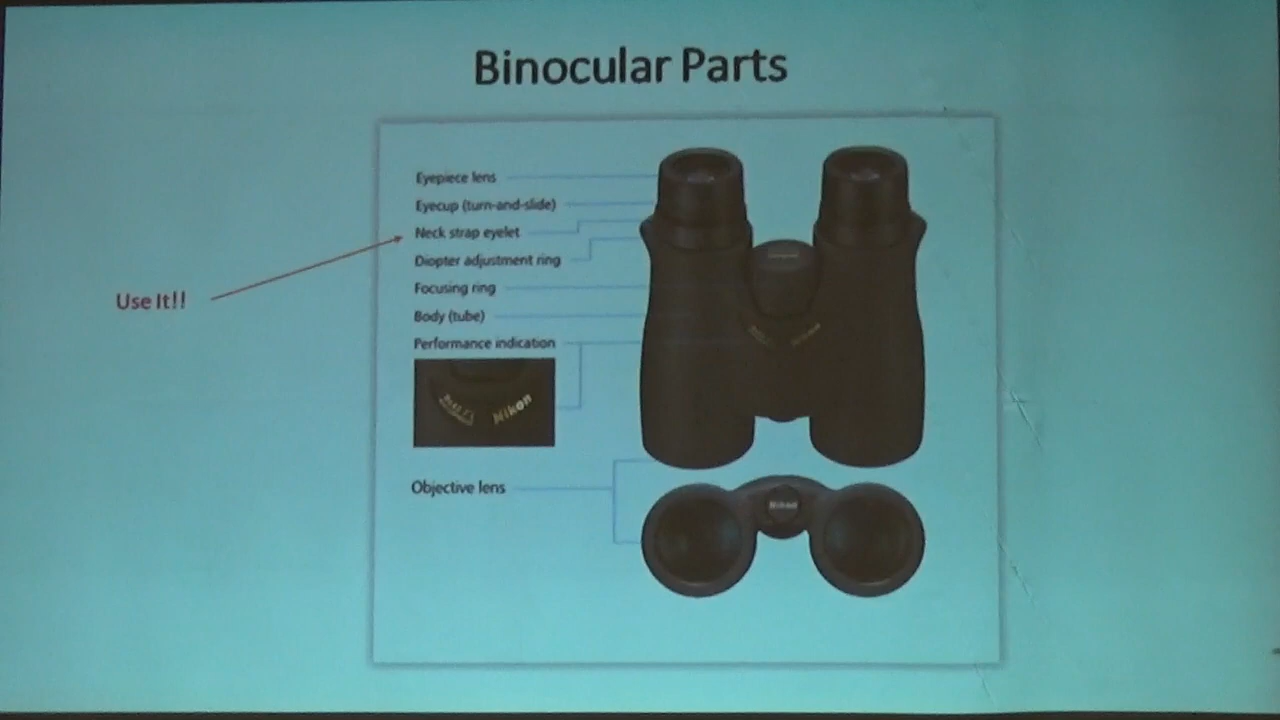 Binocular Parts
Eyepiece lens
Eyecup (turn-and-slide)
Neck strap eyelet
Diopter adjustment ring
Use It!!
Focusing ring
Body (tube)
Performance indication
Nikon
Objective lens
Nikon